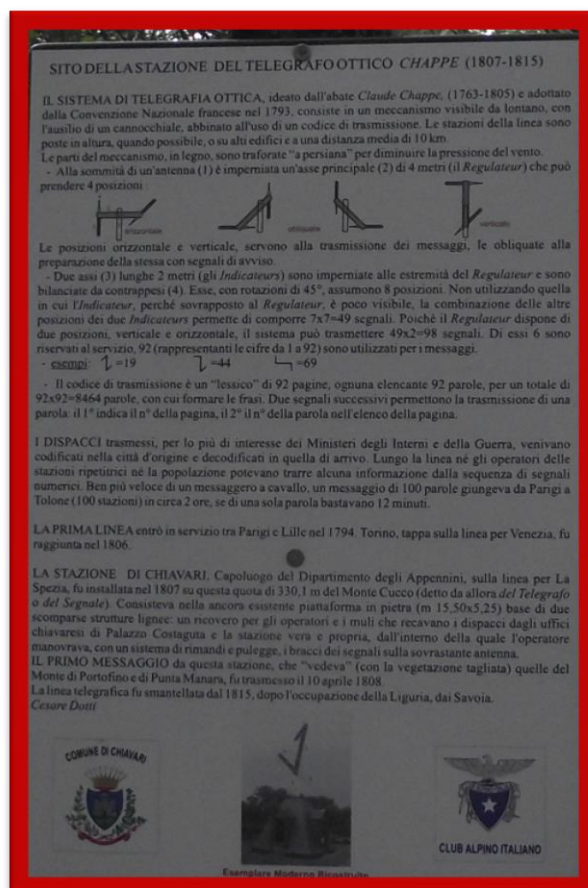 SITO DELLA STAZIONE DEL TELEGRAFO OTTICO CHAPPE (1807-1815)
IL SISTEMA DI TELEGRAFIA OTTICA, ideato dall'abate Claude Chappe, (1763-1805) e adottato
dalla Convenzione Nazionale francese nel 1793, consiste in un meccanismo visibile da lontano, con
l'ausilio di un cannocchiale, abbinato all'uso di un codice di trasmissione. Le stazioni della linea sono
poste in altura, quando possibile, o su alti edifici e a una distanza media di 10 km.
Le parti del meccanismo, in legno, sono traforate "a persiana" per diminuire la pressione del vento.
- Alla sommità di un'antenna (1) è imperniata un'asse principale (2) di 4 metri (il Regulateur) che può
prendere 4 posizioni :
orizzontale obliquate verticale
Le posizioni orizzontale e verticale, servono alla trasmissione dei messaggi, le obliquate alla
preparazione della stessa con segnali di avviso.
- Due assi (3) lunghe 2 metri (gli Indicateurs) sono imperniate alle estremità del Regulateur e sono
bilanciate da contrappesi (4). Esse, con rotazioni di 45°, assumono 8 posizioni. Non utilizzando quella
in cui l'Indicateur, perché sovrapposto al Regulateur, è poco visibile, la combinazione delle altre
posizioni dei due Indicateurs permette di comporre 7x7=49 segnali. Poiché il Regulateur dispone di
due posizioni, verticale e orizzontale, il sistema può trasmettere 49x2=98 segnali. Di essi 6 sono
riservati al servizio, 92 (rappresentanti le cifre da 1 a 92) sono utilizzati per i messaggi.
- esempi: =19 =44 =69
- Il codice di trasmissione è un "lessico" di 92 pagine, ognuna elencante 92 parole, per un totale di
92x92=8464 parole, con cui formare le frasi. Due segnali successivi permettono la trasmissione di una
parola: il 1° indica il n° della pagina, il 2° il n° della parola nell'elenco della pagina.
I DISPACCI trasmessi, per lo più di interesse dei Ministeri degli Interni e della Guerra, venivano
codificati nella città d'origine e decodificati in quella di arrivo. Lungo la linea né gli operatori delle
stazioni ripetitrici né la popolazione potevano trarre alcuna informazione dalla sequenza di segnali
numerici. Ben più veloce di un messaggero a cavallo, un messaggio di 100 parole giungeva da Parigi a
Tolone (100 stazioni) in circa 2 ore, se di una sola parola bastavano 12 minuti.
LA PRIMA LINEA entrò in servizio tra Parigi e Lille nel 1794. Torino, tappa sulla linea per Venezia, fu
raggiunta nel 1806.
LA STAZIONE DI CHIAVARI, Capoluogo del Dipartimento degli Appennini, sulla linea per La
Spezia, fu installata nel 1807 su questa quota di 330,1 m del Monte Cucco (detto da allora del Telegrafo
o del Segnale). Consisteva nella ancora esistente piattaforma in pietra (m 15,50x5,25) base di due
scomparse strutture lignee: un ricovero per gli operatori e i muli che recavano i dispacci dagli uffici
chiavaresi di Palazzo Costaguta e la stazione vera e propria, dall'interno della quale l'operatore
manovrava, con un sistema di rimandi e pulegge, i bracci dei segnali sulla sovrastante antenna.
IL PRIMO MESSAGGIO da questa stazione, che "vedeva" (con la vegetazione tagliata) quelle del
Monte di Portofino e di Punta Manara, fu trasmesso il 10 aprile 1808.
La linea telegrafica fu smantellata dal 1815, dopo l'occupazione della Liguria, dai Savoia.
Cesare Dotti
COMUNE DI CHIAVARI
CLUB ALPINO ITALIANO
Esemplare Moderno Ricostruito